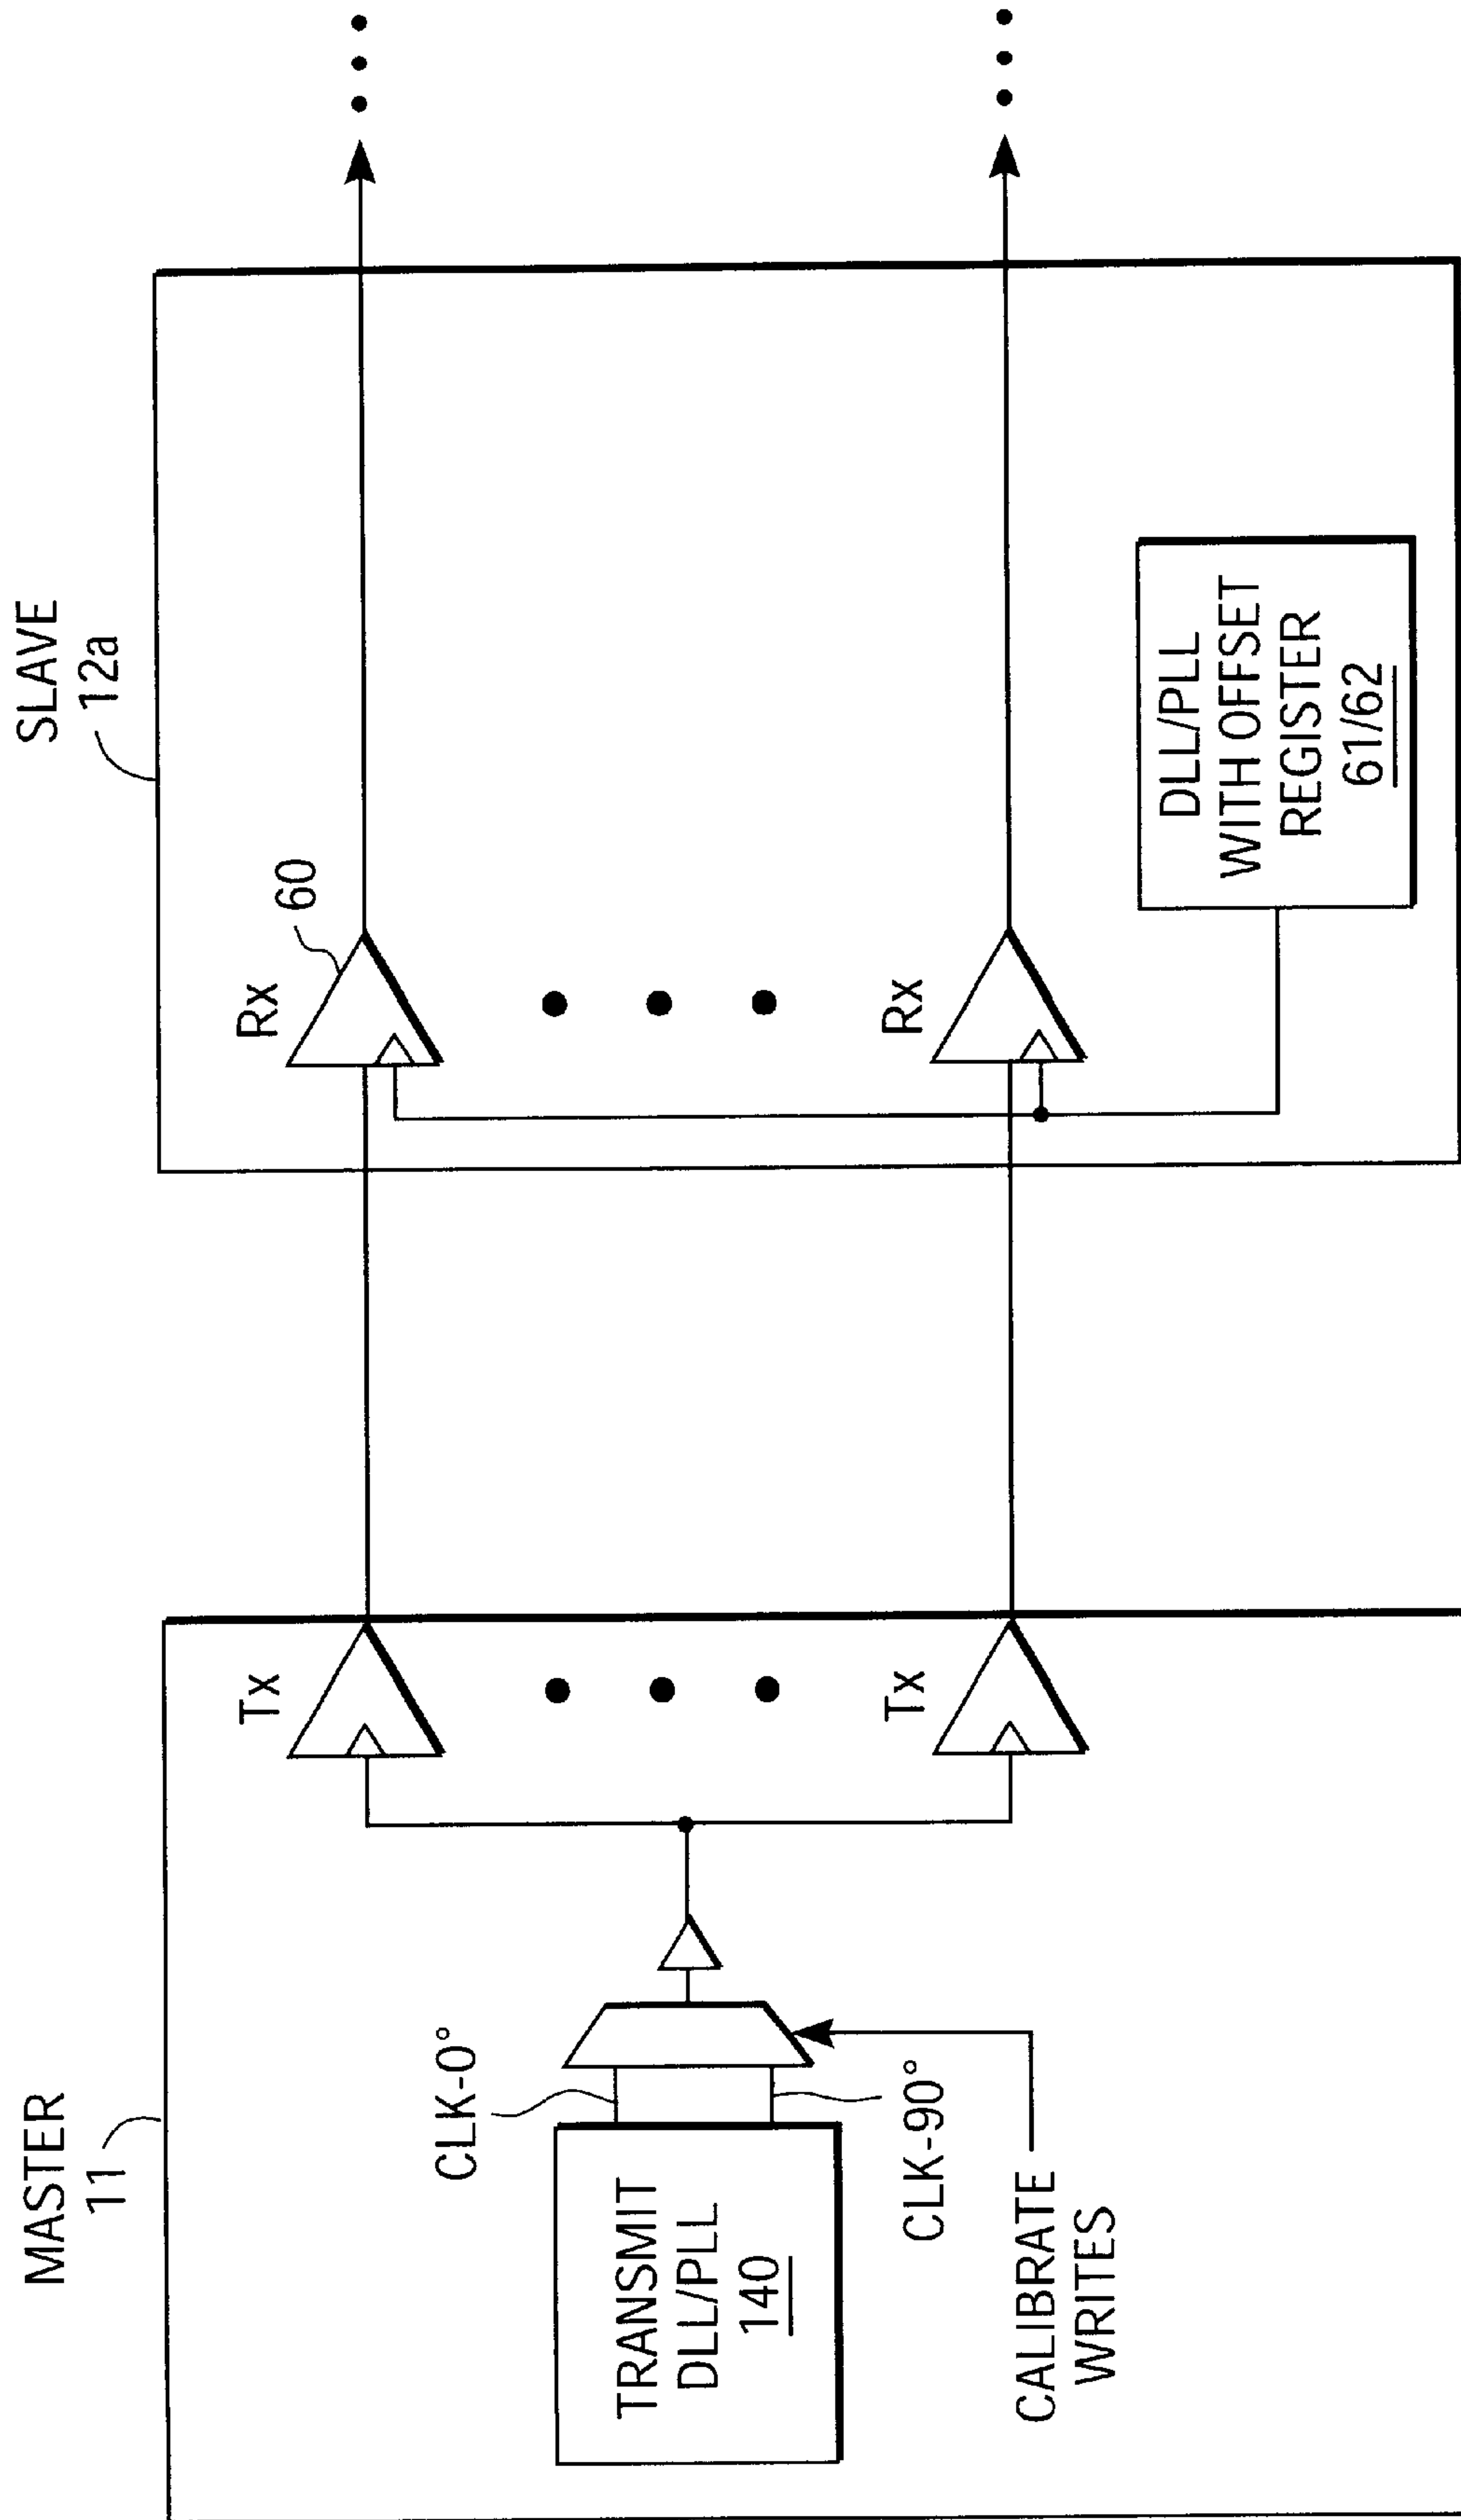 MASTER
11
SLAVE
12a
Tx
Rx
60
CLK-0°
TRANSMIT
DLL/PLL
140
CLK-90°
Tx
Rx
CALIBRATE
WRITES
DLL/PLL
WITH OFFSET
REGISTER
61/62